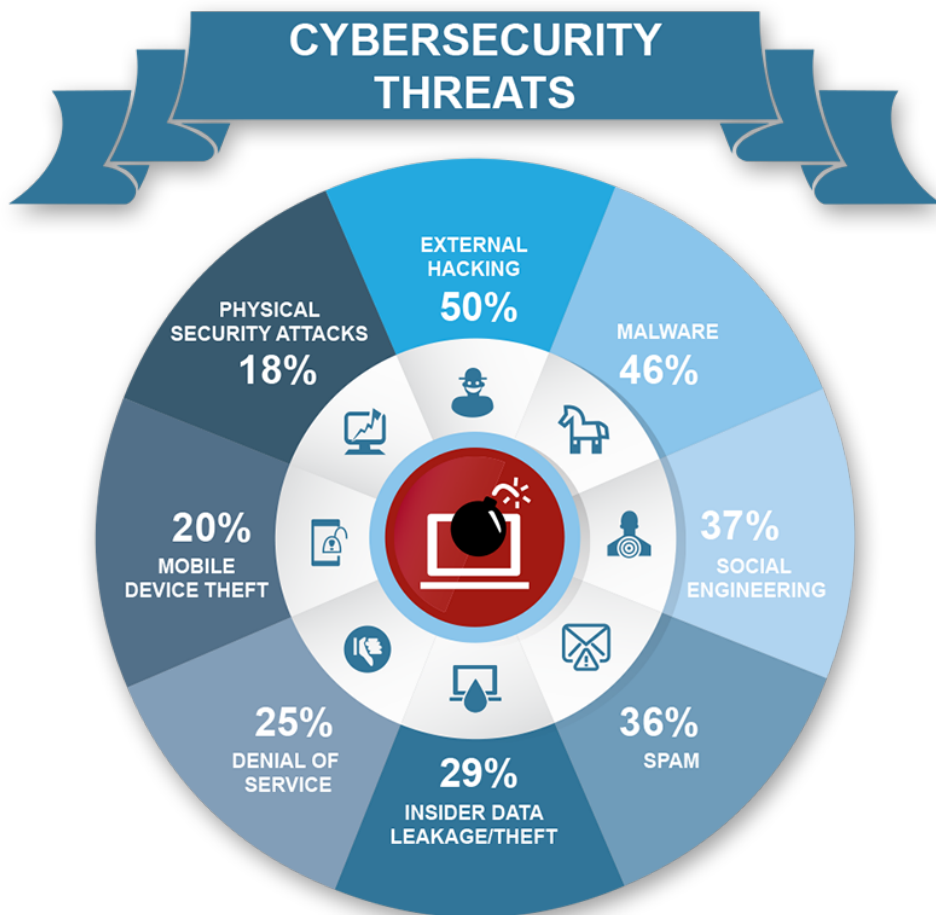 CYBERSECURITY
THREATS
EXTERNAL
HACKING
50%
MALWARE
46%
37%
SOCIAL
ENGINEERING
36%
SPAM
29%
INSIDER DATA
LEAKAGE/THEFT
25%
DENIAL OF
SERVICE
20%
MOBILE
DEVICE THEFT
PHYSICAL
SECURITY ATTACKS
18%